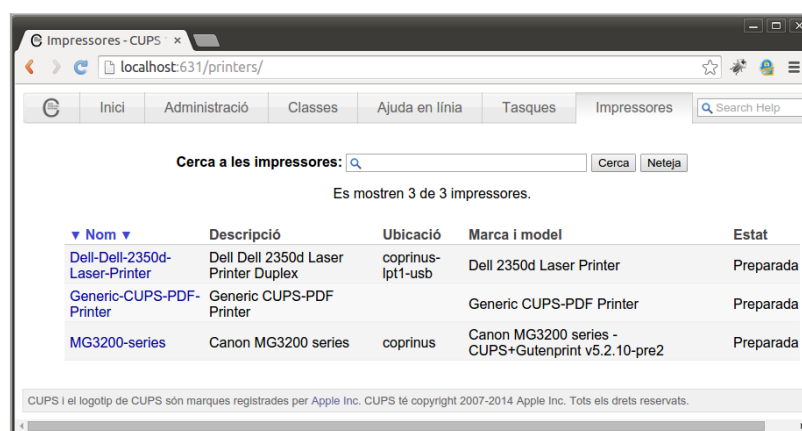 Impressores - CUPS
localhost:631/printers/
Inici Administració Classes Ajuda en línia Tasques Impressores Search Help
Cerca a les impressores: Cerca Neteja
Es mostren 3 de 3 impressores.
▼ Nom ▼ Descripció Ubicació Marca i model Estat
Dell-Dell-2350d-Laser-Printer Dell Dell 2350d Laser Printer Duplex coprinus-lpt1-usb Dell 2350d Laser Printer Preparada
Generic-CUPS-PDF-Printer Generic CUPS-PDF Printer Generic CUPS-PDF Printer Preparada
MG3200-series Canon MG3200 series coprinus Canon MG3200 series - CUPS+Gutenprint v5.2.10-pre2 Preparada
CUPS i el logotip de CUPS són marques registrades per Apple Inc. CUPS té copyright 2007-2014 Apple Inc. Tots els drets reservats.